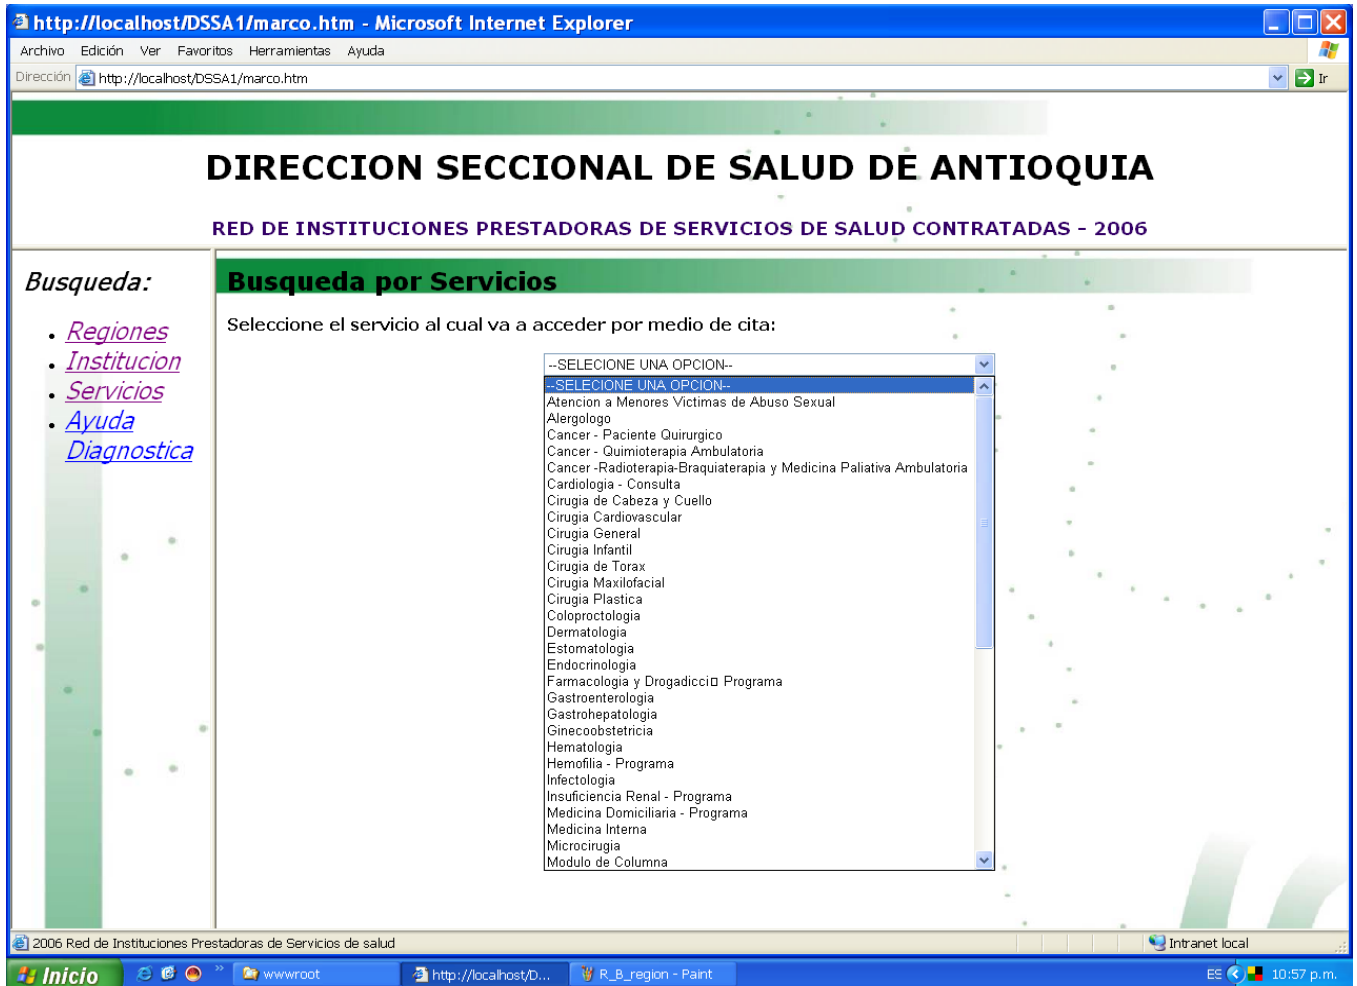 http://localhost/DSSA1/marco.htm - Microsoft Internet Explorer
Archivo Edición Ver Favoritos Herramientas Ayuda
Dirección http://localhost/DSSA1/marco.htm Ir
DIRECCION SECCIONAL DE SALUD DE ANTIOQUIA
RED DE INSTITUCIONES PRESTADORAS DE SERVICIOS DE SALUD CONTRATADAS - 2006
Busqueda:
Regiones
Institucion
Servicios
Ayuda
Diagnostica
Busqueda por Servicios
Seleccione el servicio al cual va a acceder por medio de cita:
--SELECIONE UNA OPCION--
--SELECIONE UNA OPCION--
Atencion a Menores Victimas de Abuso Sexual
Alergologo
Cancer - Paciente Quirurgico
Cancer - Quimioterapia Ambulatoria
Cancer -Radioterapia-Braquiaterapia y Medicina Paliativa Ambulatoria
Cardiologia - Consulta
Cirugia de Cabeza y Cuello
Cirugia Cardiovascular
Cirugia General
Cirugia Infantil
Cirugia de Torax
Cirugia Maxilofacial
Cirugia Plastica
Coloproctologia
Dermatologia
Estomatologia
Endocrinologia
Farmacologia y Drogadicci□ Programa
Gastroenterologia
Gastrohepatologia
Ginecoobstetricia
Hematologia
Hemofilia - Programa
Infectologia
Insuficiencia Renal - Programa
Medicina Domiciliaria - Programa
Medicina Interna
Microcirugia
Modulo de Columna
2006 Red de Instituciones Prestadoras de Servicios de salud Intranet local
Inicio » wwwroot http://localhost/D... R_B_region - Paint ES 10:57 p.m.